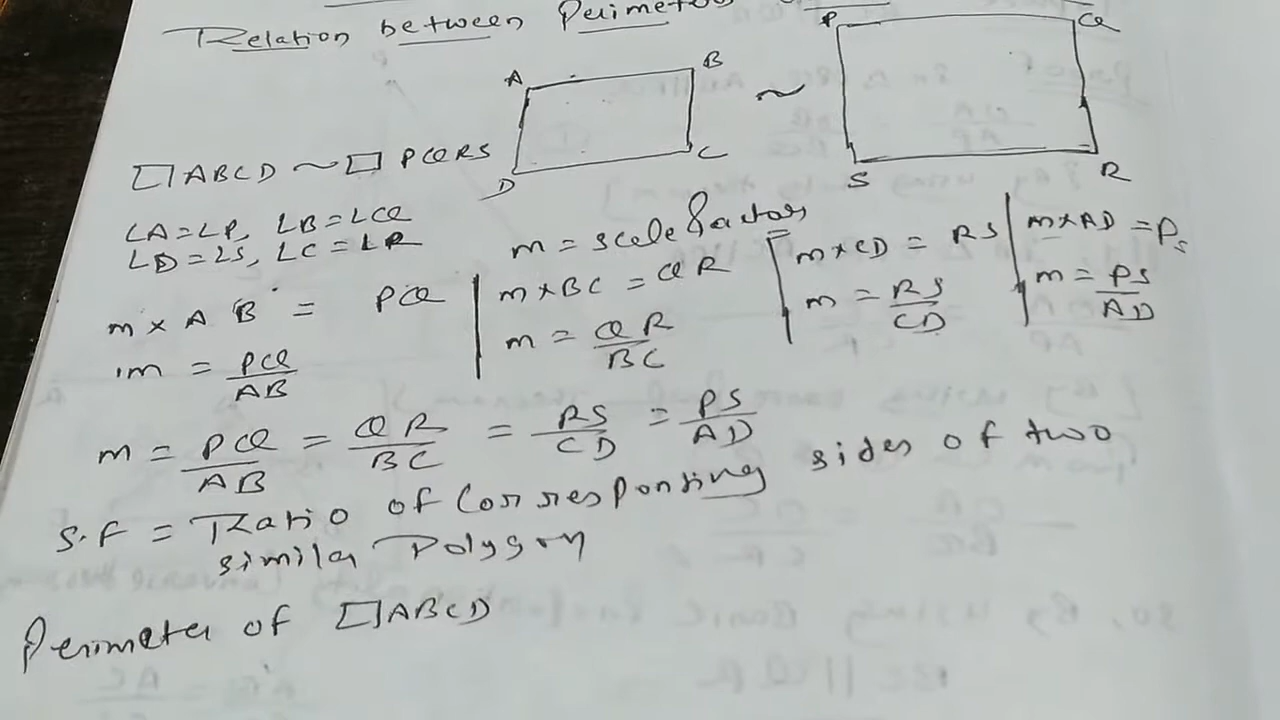 Relation between Perimeter
A B P Q
D C S R
~
□ABCD ~ □ PQRS
∠A = ∠P, ∠B = ∠Q
∠D = ∠S, ∠C = ∠R
m = scale factor
m × AB = PQ | m × BC = QR | m × CD = RS | m × AD = PS
m = PQ/AB | m = QR/BC | m = RS/CD | m = PS/AD
m = PQ/AB = QR/BC = RS/CD = PS/AD
S.F = Ratio of Corresponding sides of two
similar Polygon
Perimeter of □ABCD